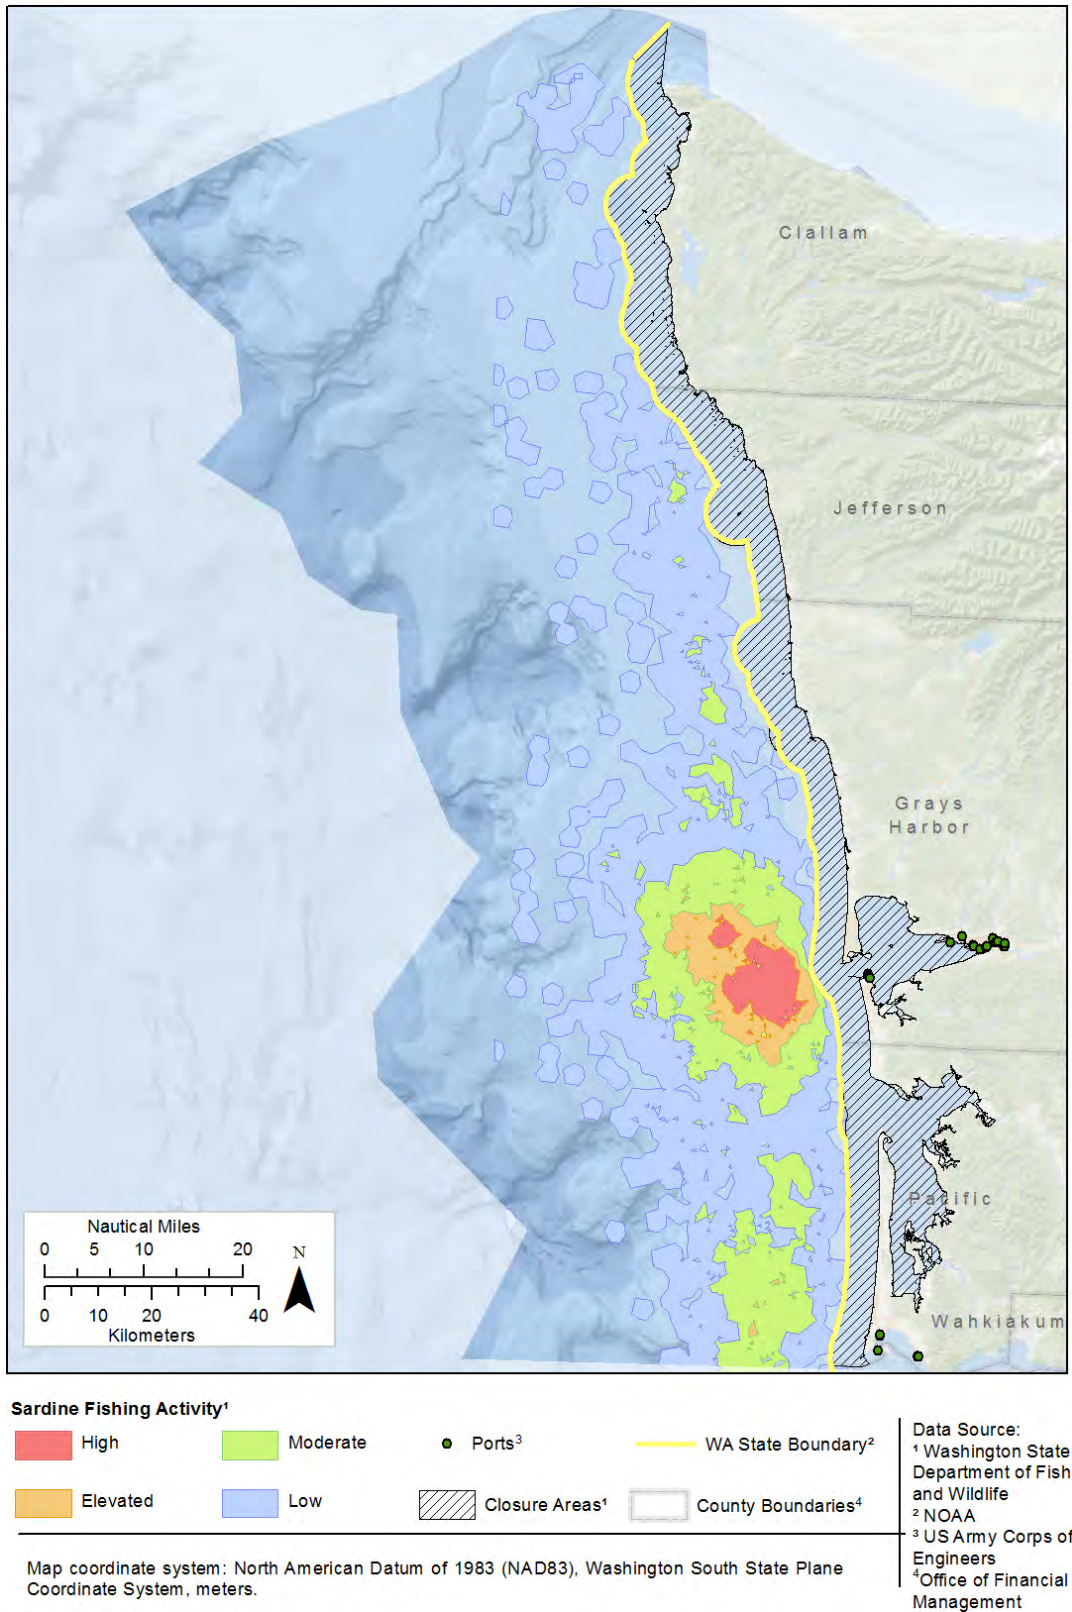 Clallam
Jefferson
Grays
Harbor
Pacific
Wahkiakum
Nautical Miles
0 5 10 20
N
0 10 20 40
Kilometers
Sardine Fishing Activity¹
High
Moderate
Ports³
WA State Boundary²
Elevated
Low
Closure Areas¹
County Boundaries⁴
Data Source:
¹ Washington State
Department of Fish
and Wildlife
² NOAA
³ US Army Corps of
Engineers
⁴Office of Financial
Management
Map coordinate system: North American Datum of 1983 (NAD83), Washington South State Plane
Coordinate System, meters.